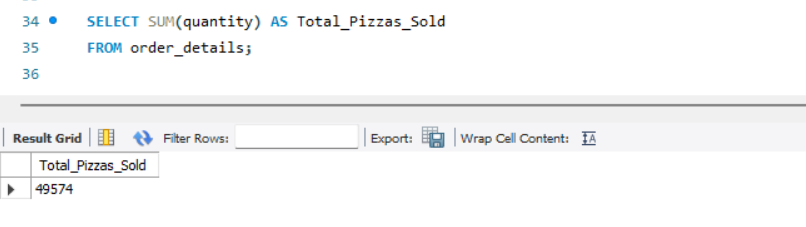 34 SELECT SUM(quantity) AS Total_Pizzas_Sold
35 FROM order_details;
36
Result Grid Filter Rows: Export: Wrap Cell Content:
Total_Pizzas_Sold
49574